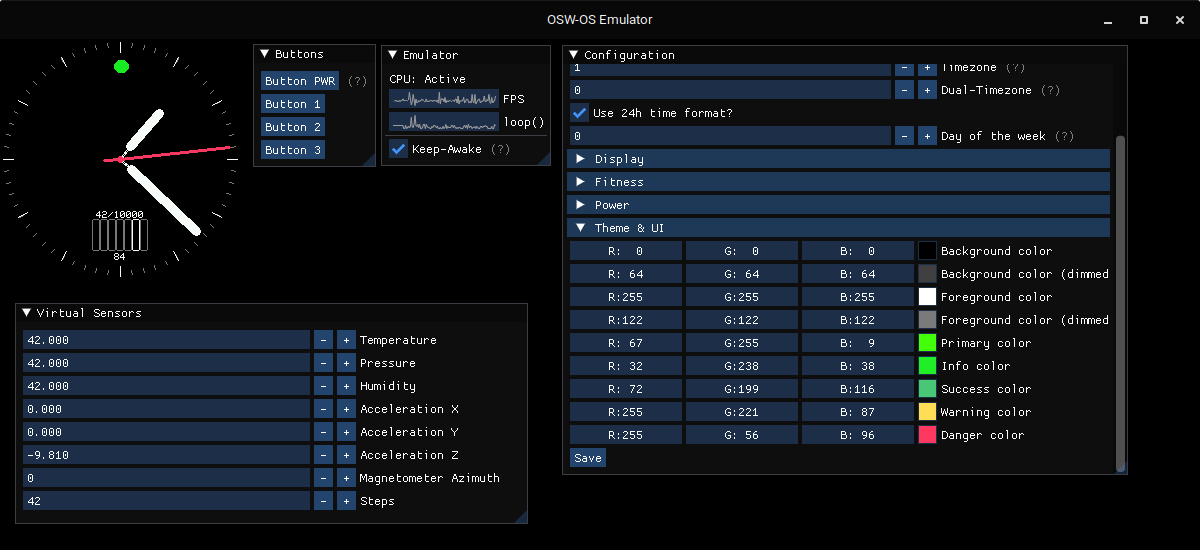 OSW-OS Emulator
42/10000
84
Buttons
Button PWR (?)
Button 1
Button 2
Button 3
Emulator
CPU: Active
FPS
loop()
Keep-Awake (?)
Virtual Sensors
42.000 - + Temperature
42.000 - + Pressure
42.000 - + Humidity
0.000 - + Acceleration X
0.000 - + Acceleration Y
-9.810 - + Acceleration Z
0 - + Magnetometer Azimuth
42 - + Steps
Configuration
1 - + Timezone (?)
0 - + Dual-Timezone (?)
Use 24h time format?
0 - + Day of the week (?)
Display
Fitness
Power
Theme & UI
R: 0 G: 0 B: 0 Background color
R: 64 G: 64 B: 64 Background color (dimmed
R:255 G:255 B:255 Foreground color
R:122 G:122 B:122 Foreground color (dimmed
R: 67 G:255 B: 9 Primary color
R: 32 G:238 B: 38 Info color
R: 72 G:199 B:116 Success color
R:255 G:221 B: 87 Warning color
R:255 G: 56 B: 96 Danger color
Save